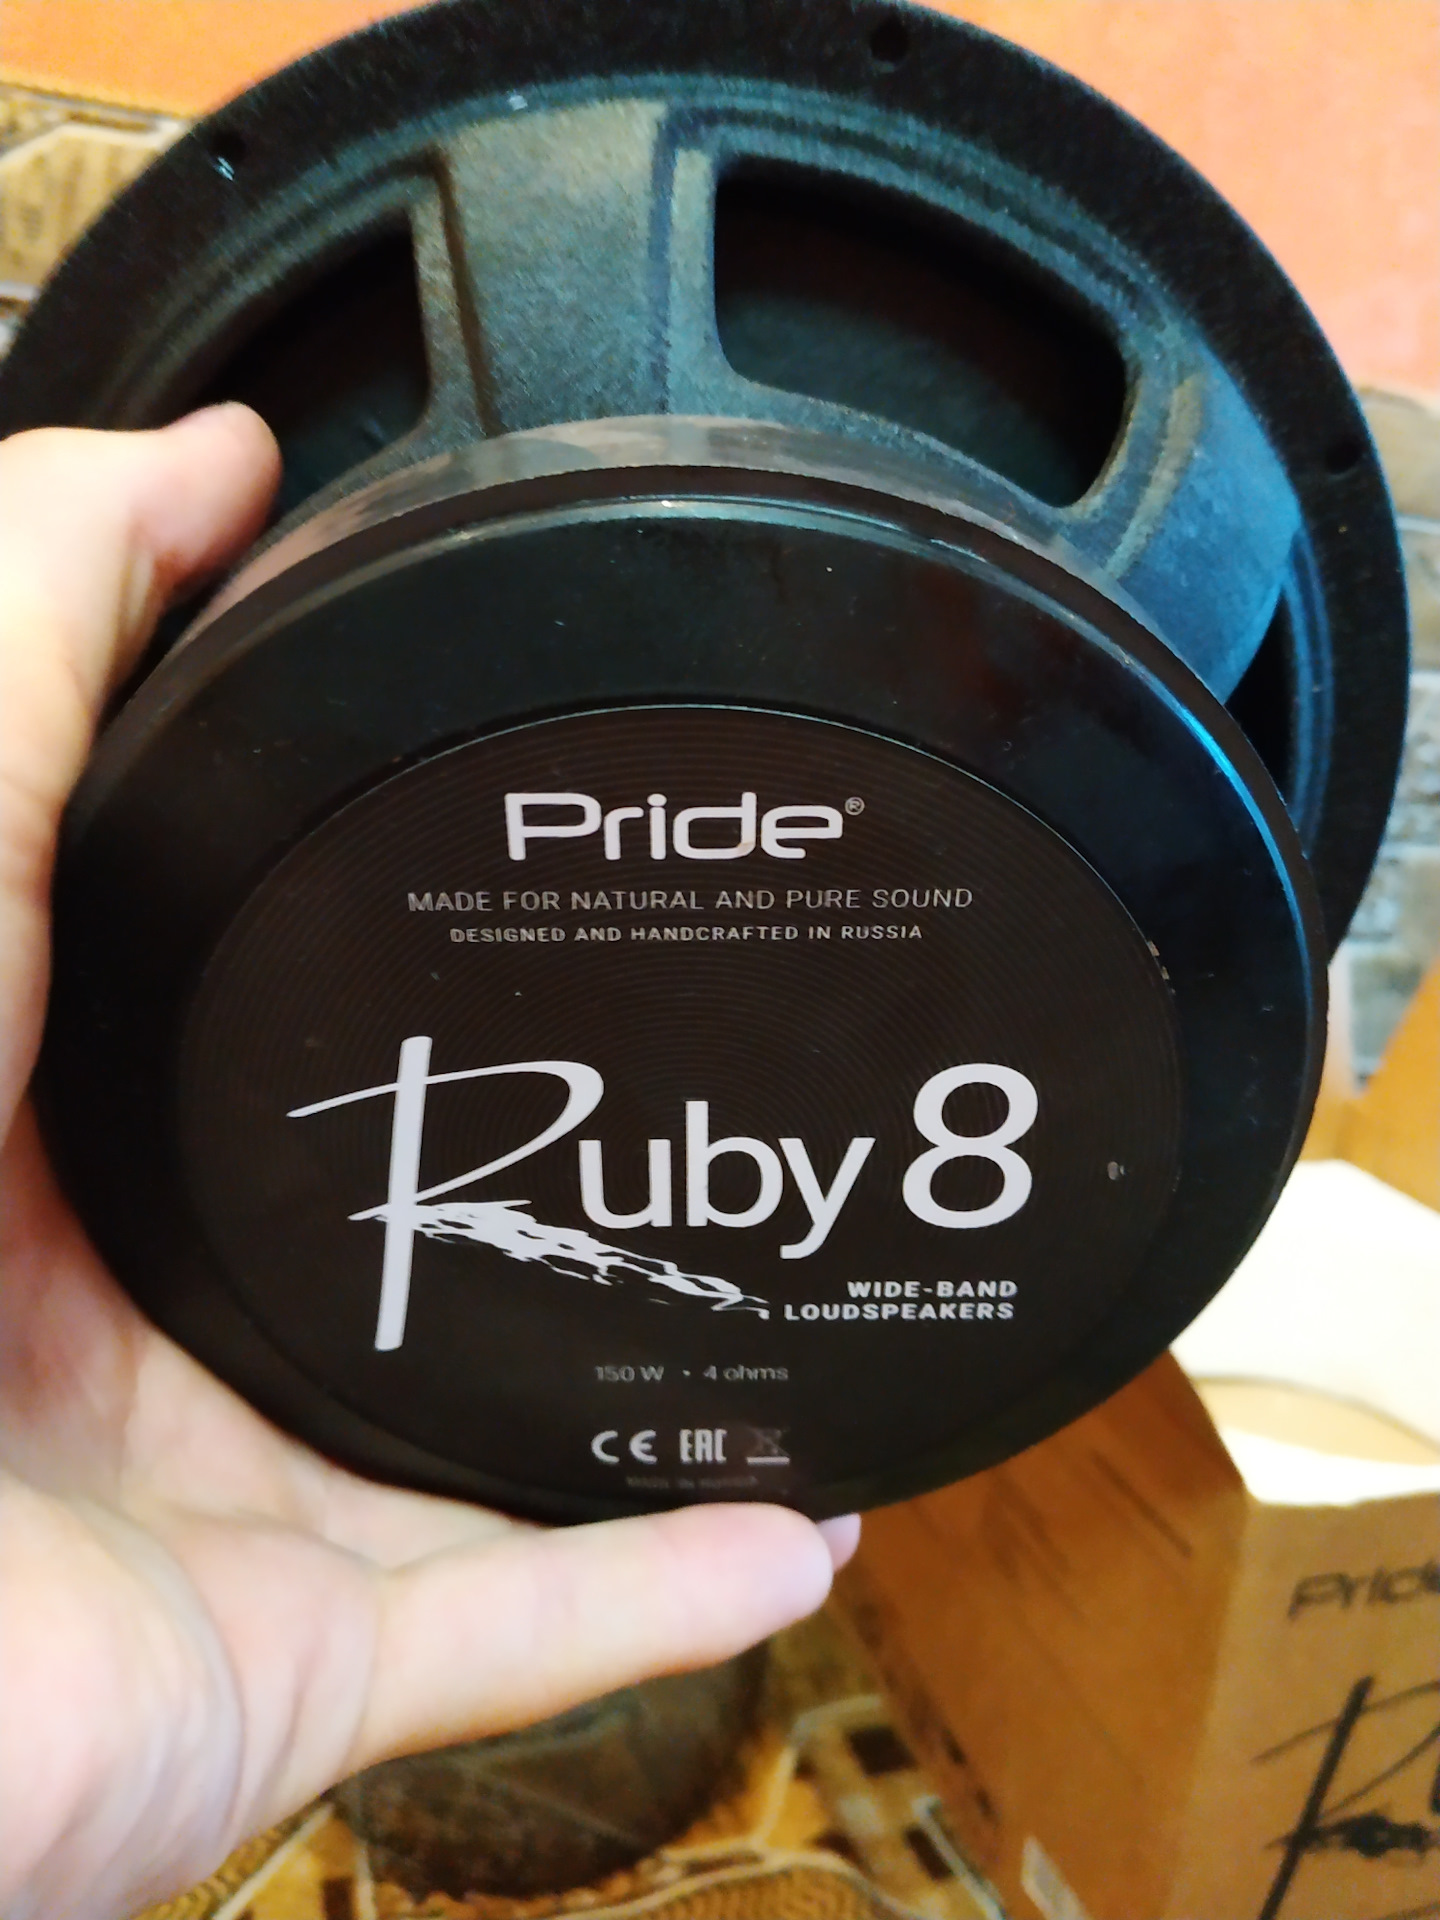 Pride®
MADE FOR NATURAL AND PURE SOUND
DESIGNED AND HANDCRAFTED IN RUSSIA
Ruby 8
WIDE-BAND
LOUDSPEAKERS
150 W • 4 ohms
CE EAC
Pride